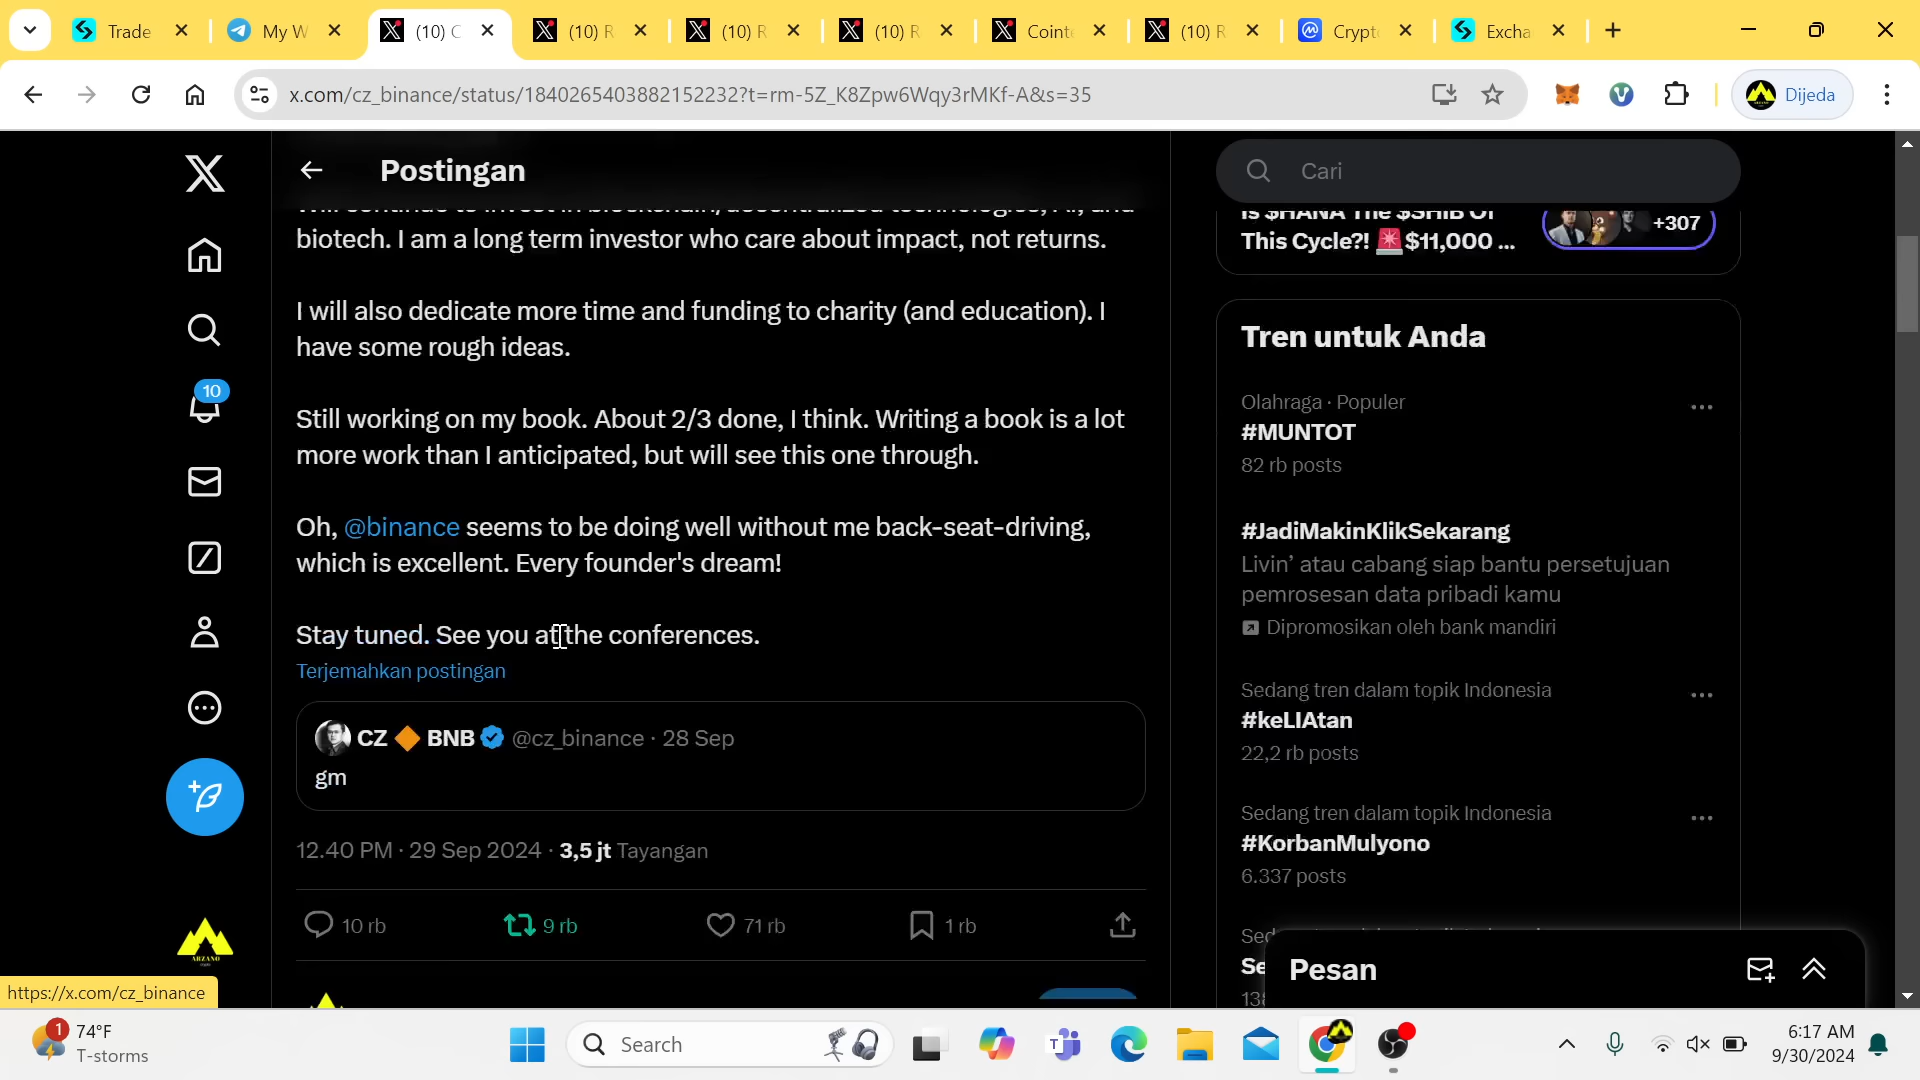 Trade
My W
(10) C
(10) R
(10) R
(10) R
Cointe
(10) R
Crypto
Excha
x.com/cz_binance/status/1840265403882152232?t=rm-5Z_K8Zpw6Wqy3rMKf-A&s=35
Dijeda
Postingan
Will continue to invest in blockchain/decentralized technologies, AI, and
biotech. I am a long term investor who care about impact, not returns.
I will also dedicate more time and funding to charity (and education). I
have some rough ideas.
Still working on my book. About 2/3 done, I think. Writing a book is a lot
more work than I anticipated, but will see this one through.
Oh, @binance seems to be doing well without me back-seat-driving,
which is excellent. Every founder's dream!
Stay tuned. See you at the conferences.
Terjemahkan postingan
CZ 🔶 BNB @cz_binance · 28 Sep
gm
12.40 PM · 29 Sep 2024 · 3,5 jt Tayangan
10 rb
9 rb
71 rb
1 rb
10
ARZANO
Cari
Is $HANA The $SHIB Of
This Cycle?! 🚨$11,000 ...
+307
Tren untuk Anda
Olahraga · Populer
#MUNTOT
82 rb posts
#JadiMakinKlikSekarang
Livin' atau cabang siap bantu persetujuan
pemrosesan data pribadi kamu
Dipromosikan oleh bank mandiri
Sedang tren dalam topik Indonesia
#keLIAtan
22,2 rb posts
Sedang tren dalam topik Indonesia
#KorbanMulyono
6.337 posts
Sed
Se
138
Pesan
https://x.com/cz_binance
1
74°F
T-storms
Search
6:17 AM
9/30/2024